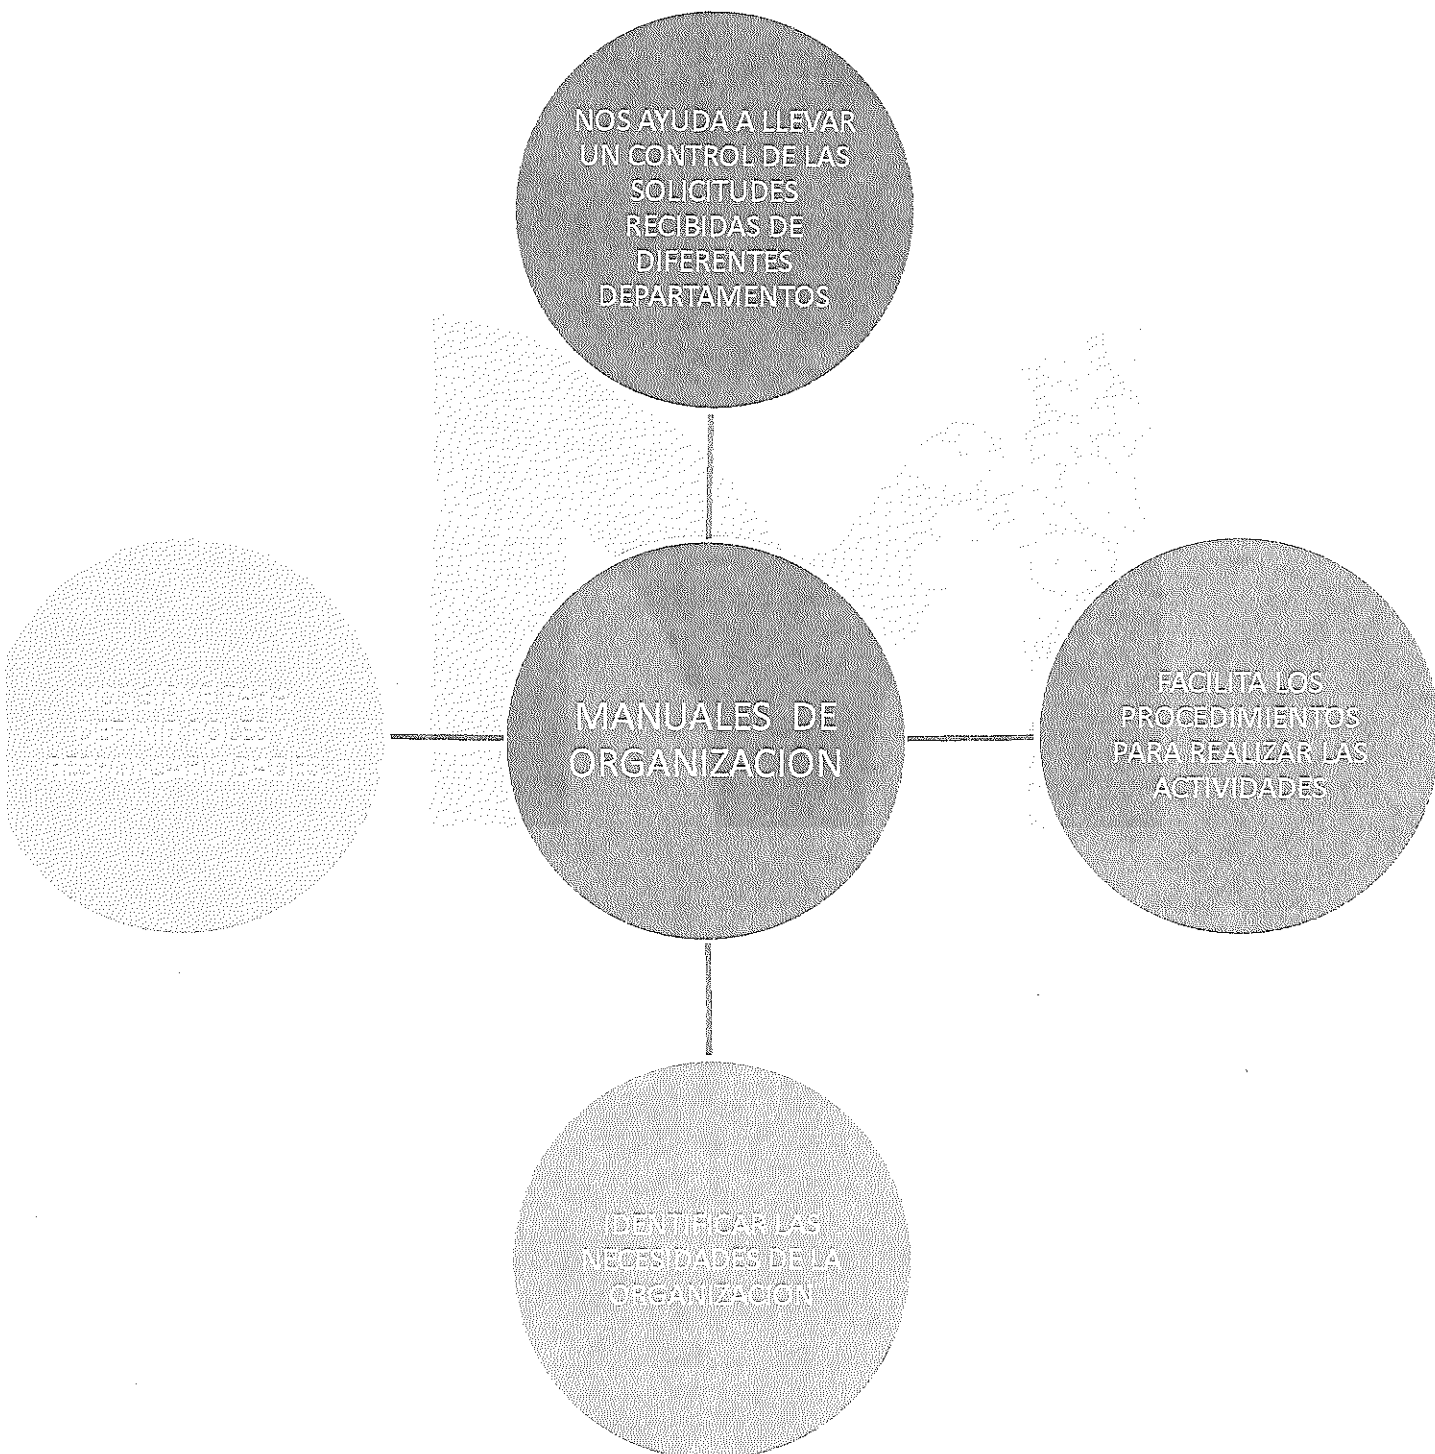 NOS AYUDA A LLEVAR
UN CONTROL DE LAS
SOLICITUDES
RECIBIDAS DE
DIFERENTES
DEPARTAMENTOS
MANUALES DE
ORGANIZACION
FACILITA LOS
PROCEDIMIENTOS
PARA REALIZAR LAS
ACTIVIDADES
IDENTIFICAR LAS
NECESIDADES DE LA
ORGANIZACIÓN